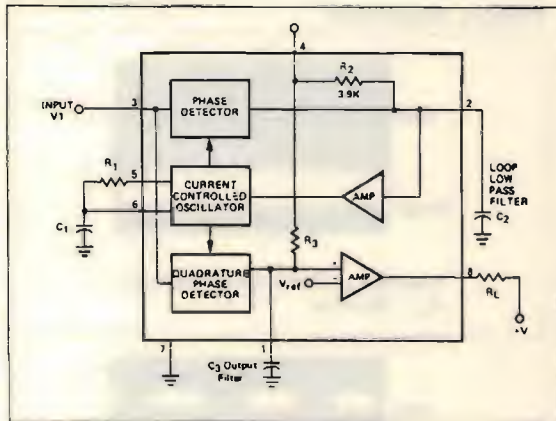 4
R2
3.9K
INPUT
V1
3
PHASE
DETECTOR
2
R1
5
6
C1
CURRENT
CONTROLLED
OSCILLATOR
AMP
LOOP
LOW
PASS
FILTER
C2
R3
QUADRATURE
PHASE
DETECTOR
Vref
AMP
8
RL
+V
7
1
C3 Output
Filter